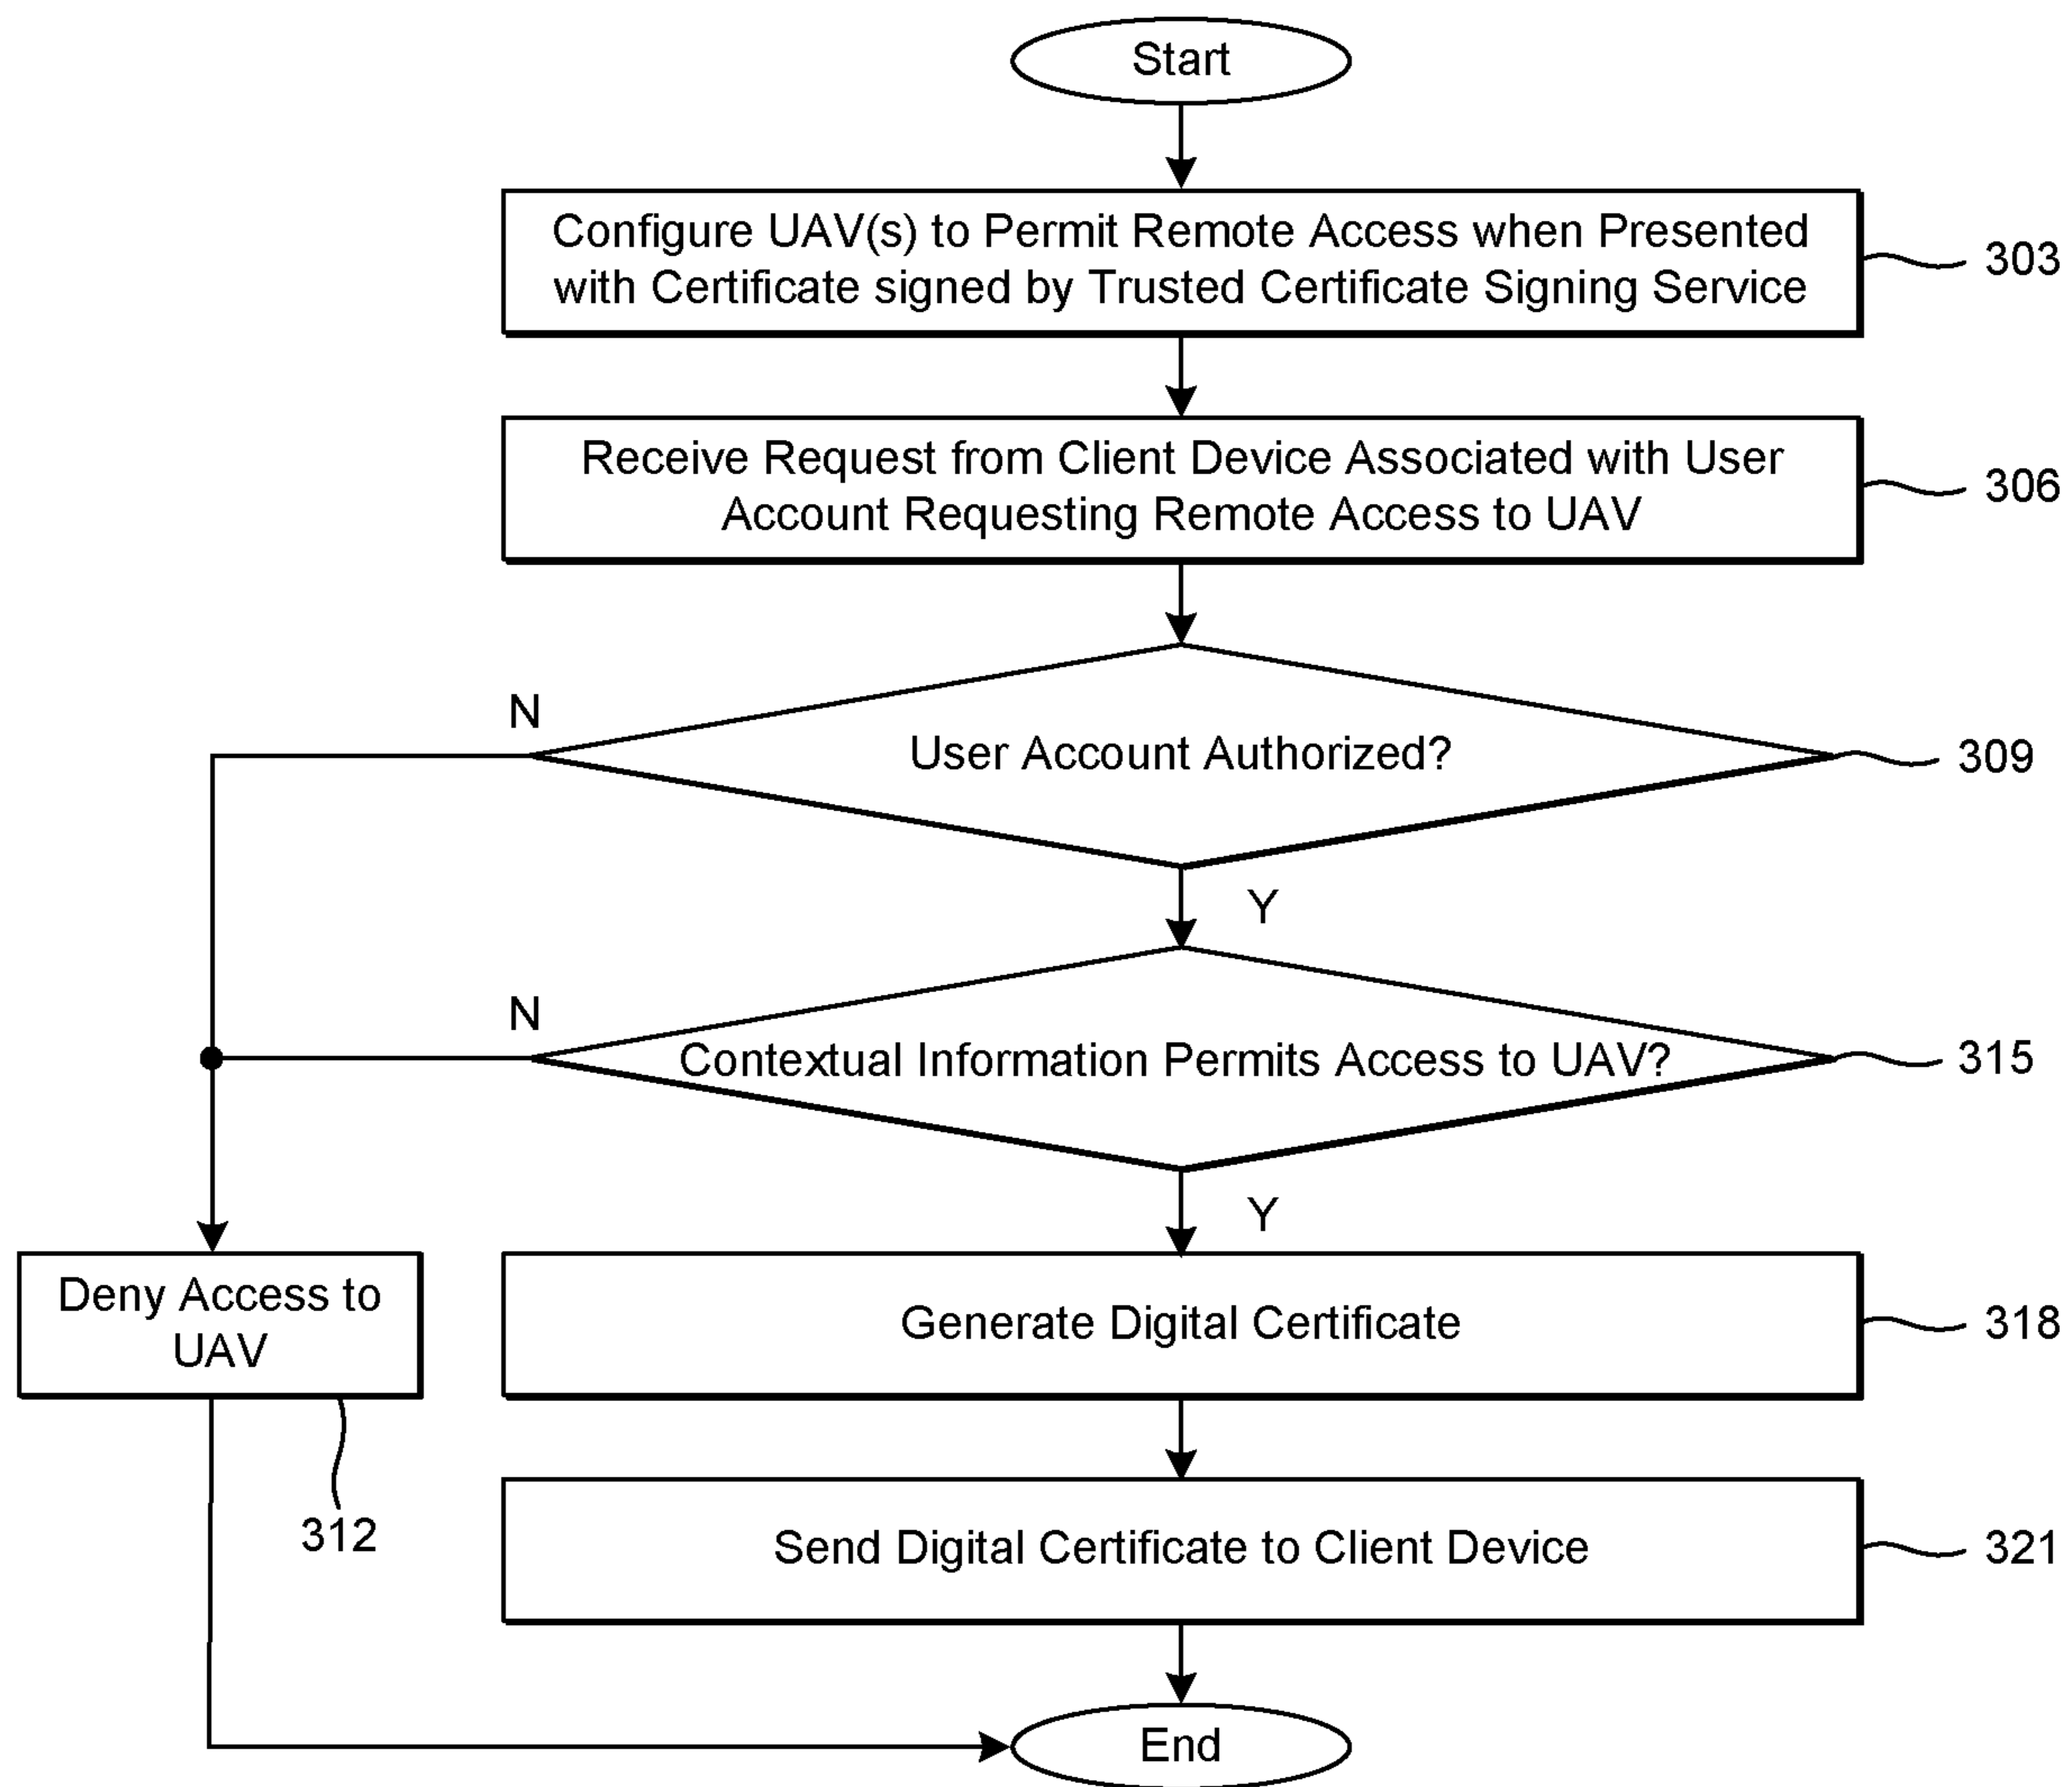 Start
Configure UAV(s) to Permit Remote Access when Presented
with Certificate signed by Trusted Certificate Signing Service
303
Receive Request from Client Device Associated with User
Account Requesting Remote Access to UAV
306
N
User Account Authorized?
309
Y
N
Contextual Information Permits Access to UAV?
315
Y
Deny Access to
UAV
312
Generate Digital Certificate
318
Send Digital Certificate to Client Device
321
End